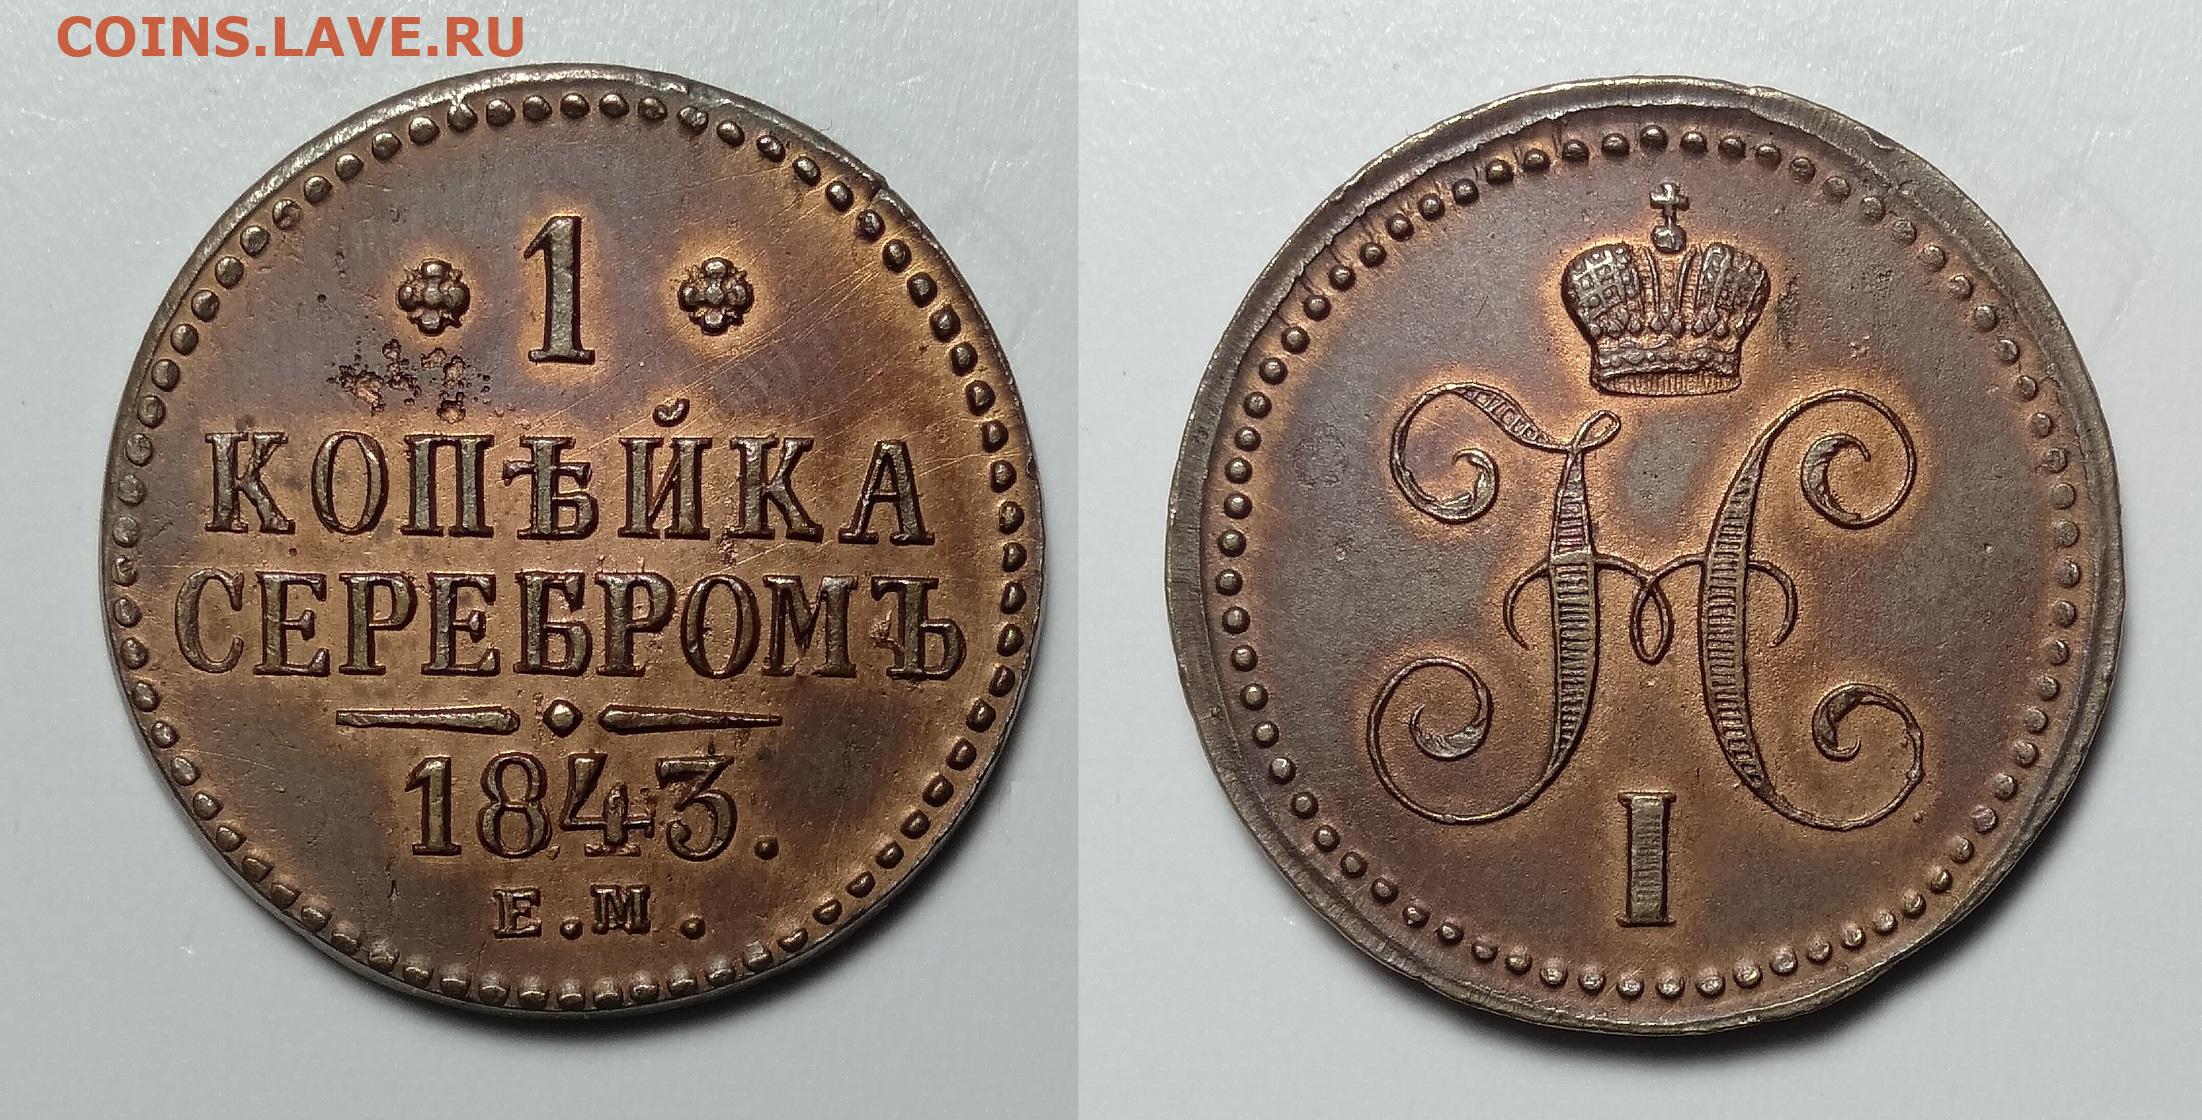 COINS.LAVE.RU
1
КОПѢЙКА
СЕРЕБРОМЪ
1843.
Е.М.
Н
I